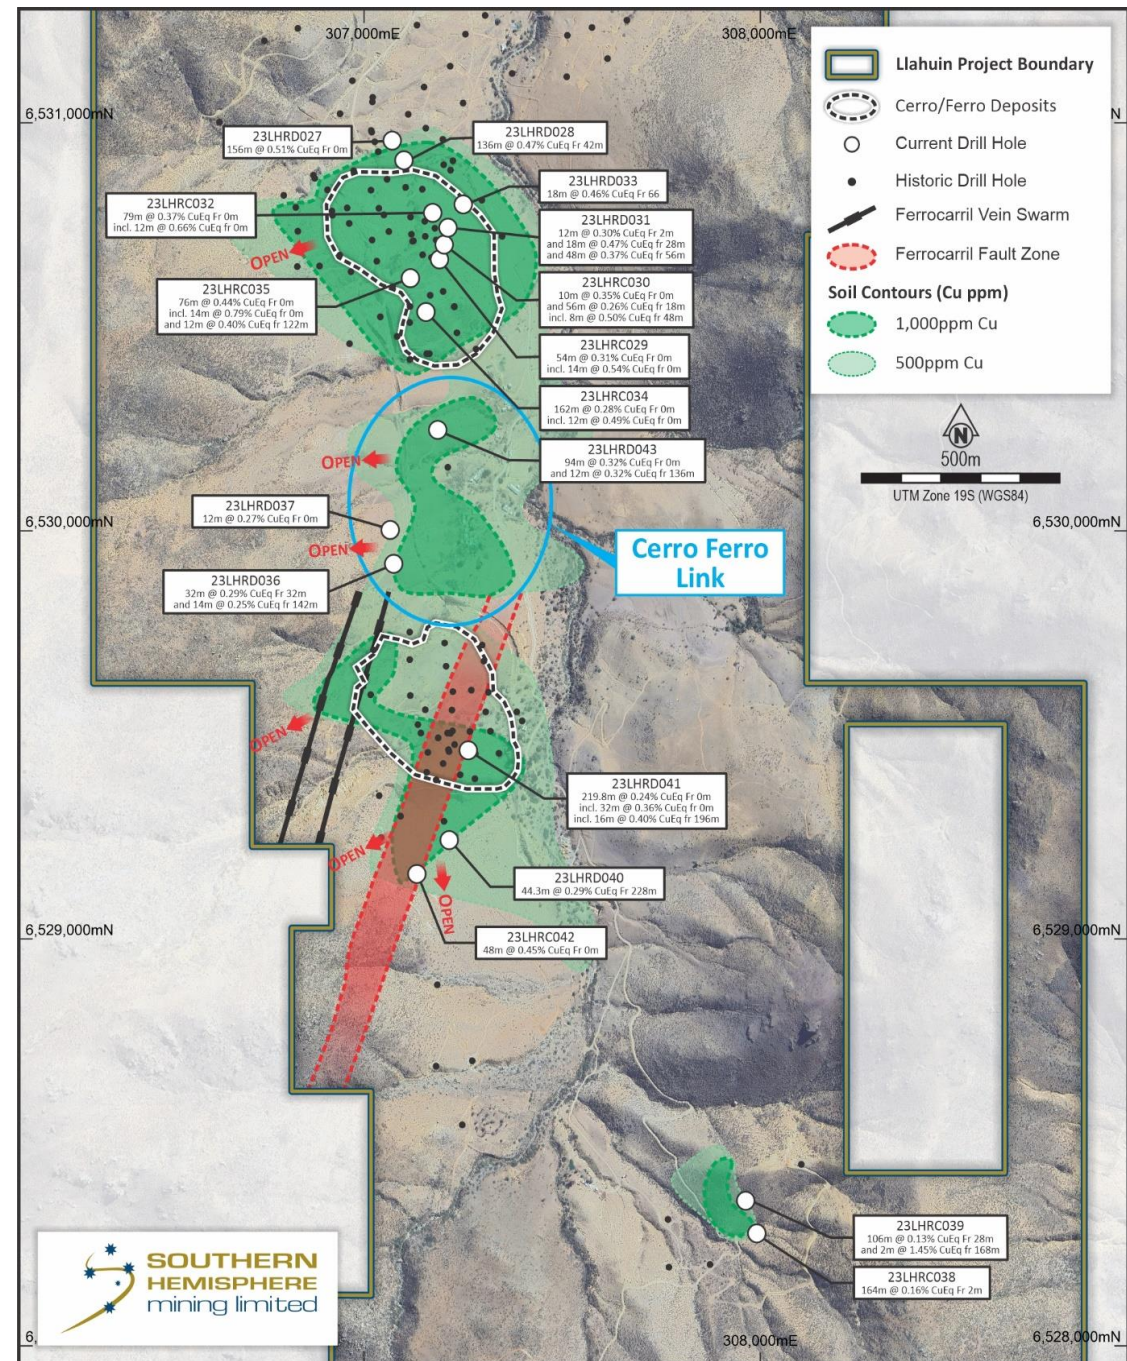 307,000mE
308,000mE
Llahuin Project Boundary
Cerro/Ferro Deposits
Current Drill Hole
Historic Drill Hole
Ferrocarril Vein Swarm
Ferrocarril Fault Zone
Soil Contours (Cu ppm)
1,000ppm Cu
500ppm Cu
6,531,000mN
N
23LHRD027
156m @ 0.51% CuEq Fr 0m
23LHRD028
136m @ 0.47% CuEq Fr 42m
23LHRD033
18m @ 0.46% CuEq Fr 66
23LHRC032
79m @ 0.37% CuEq Fr 0m
incl. 12m @ 0.66% CuEq fr 0m
23LHRD031
12m @ 0.30% CuEq Fr 2m
and 18m @ 0.47% CuEq fr 28m
and 48m @ 0.37% CuEq fr 56m
OPEN
23LHRC035
76m @ 0.44% CuEq Fr 0m
incl. 14m @ 0.79% CuEq fr 0m
and 12m @ 0.40% CuEq fr 122m
23LHRC030
10m @ 0.35% CuEq Fr 0m
and 56m @ 0.26% CuEq fr 18m
incl. 8m @ 0.50% CuEq fr 48m
23LHRC029
54m @ 0.31% CuEq Fr 0m
incl. 14m @ 0.54% CuEq fr 0m
23LHRC034
162m @ 0.28% CuEq Fr 0m
incl. 12m @ 0.49% CuEq fr 0m
N
500m
UTM Zone 19S (WGS84)
OPEN
23LHRD043
94m @ 0.32% CuEq Fr 0m
and 12m @ 0.32% CuEq fr 136m
23LHRD037
12m @ 0.27% CuEq Fr 0m
6,530,000mN
6,530,000mN
OPEN
Cerro Ferro
Link
23LHRD036
32m @ 0.29% CuEq Fr 32m
and 14m @ 0.25% CuEq fr 142m
OPEN
23LHRD041
219.8m @ 0.24% CuEq Fr 0m
incl. 32m @ 0.36% CuEq fr 0m
incl. 16m @ 0.40% CuEq fr 196m
OPEN
23LHRD040
44.3m @ 0.29% CuEq Fr 228m
OPEN
23LHRC042
48m @ 0.45% CuEq Fr 0m
6,529,000mN
6,529,000mN
23LHRC039
106m @ 0.13% CuEq Fr 28m
and 2m @ 1.45% CuEq fr 168m
23LHRC038
164m @ 0.16% CuEq Fr 2m
SOUTHERN
HEMISPHERE
mining limited
6,
308,000mE
6,528,000mN